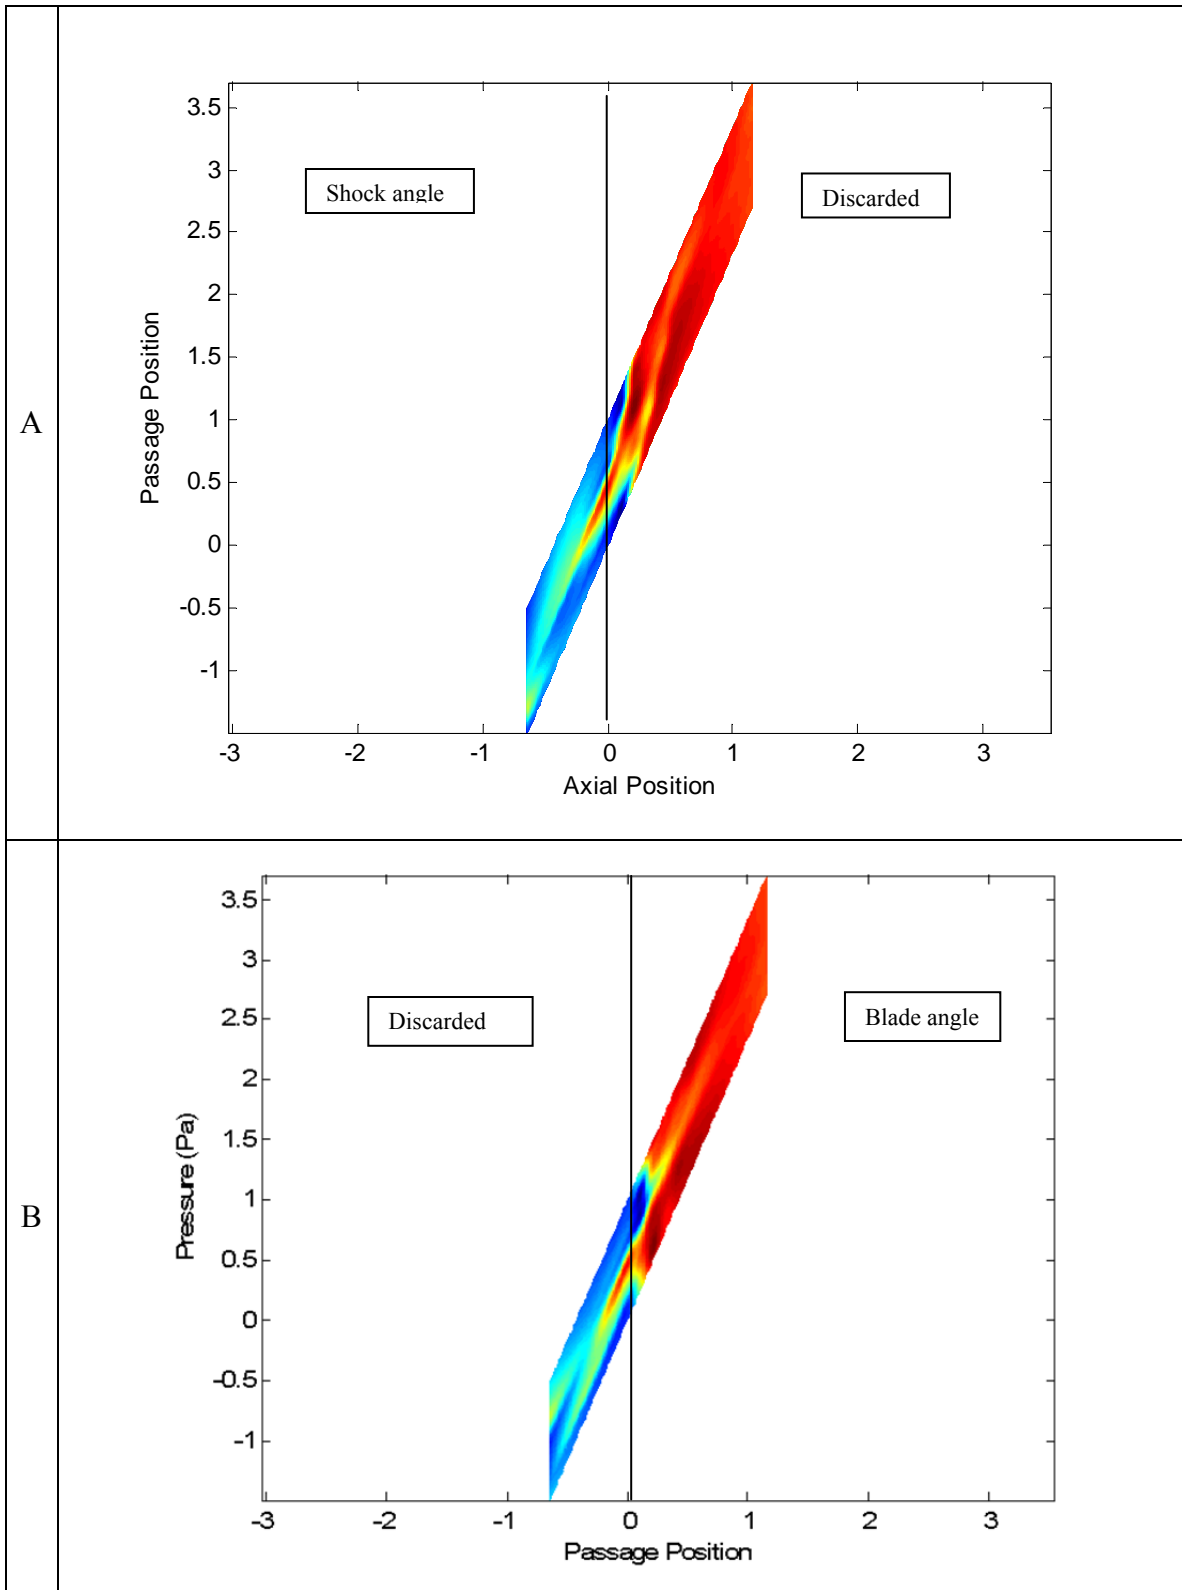 A
3.5
3
2.5
2
1.5
1
0.5
0
-0.5
-1
Passage Position
Shock angle
Discarded
-3 -2 -1 0 1 2 3
Axial Position
B
3.5
3
2.5
2
1.5
1
0.5
0
-0.5
-1
Pressure (Pa)
Discarded
Blade angle
-3 -2 -1 0 1 2 3
Passage Position